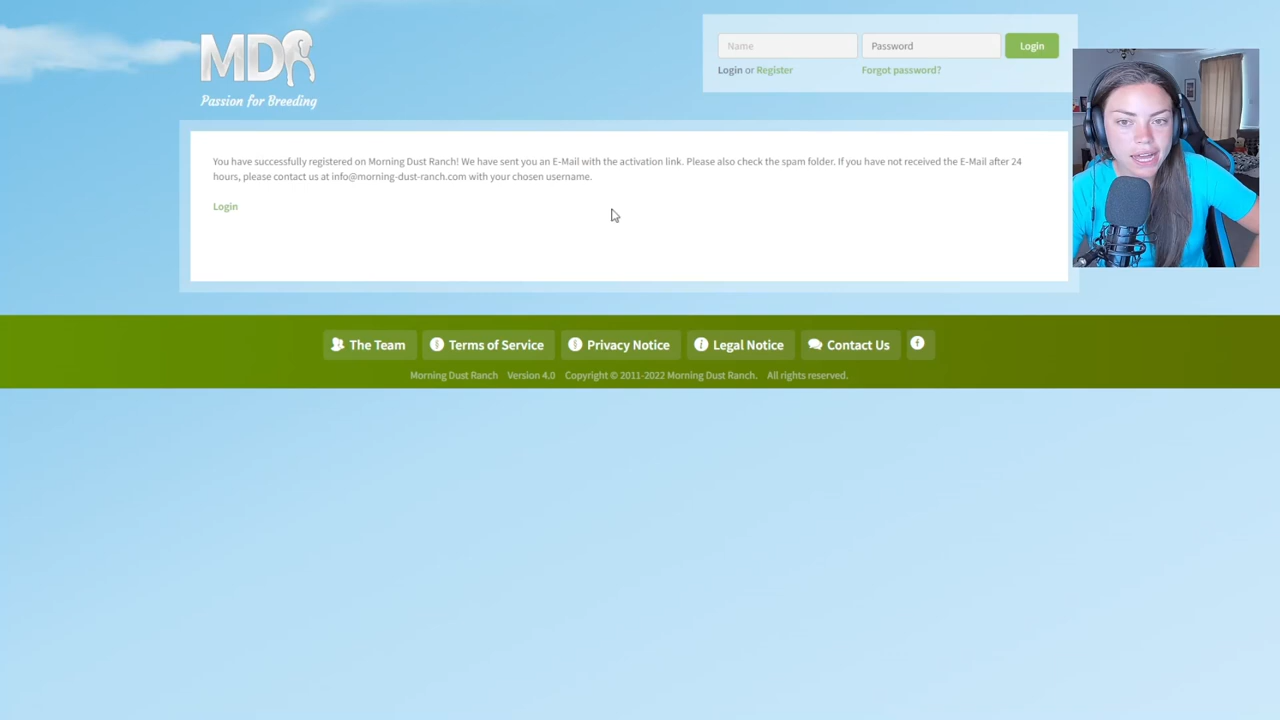 MDR
Passion for Breeding
Name
Password
Login
Login or Register
Forgot password?
You have successfully registered on Morning Dust Ranch! We have sent you an E-Mail with the activation link. Please also check the spam folder. If you have not received the E-Mail after 24
hours, please contact us at info@morning-dust-ranch.com with your chosen username.
Login
The Team
Terms of Service
Privacy Notice
Legal Notice
Contact Us
Morning Dust Ranch Version 4.0 Copyright © 2011-2022 Morning Dust Ranch. All rights reserved.